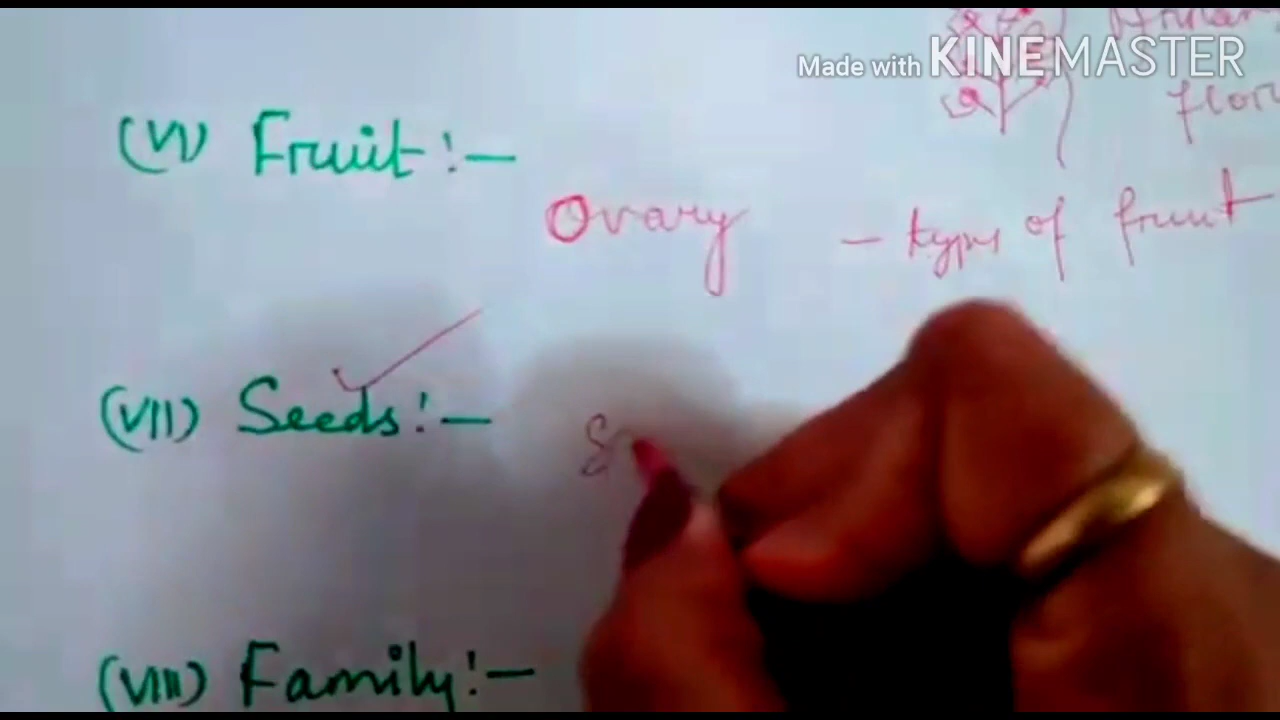 Made with KINEMASTER
(VI) Fruit :-
Ovary - type of fruit
(VII) Seeds :-
(VIII) Family :-